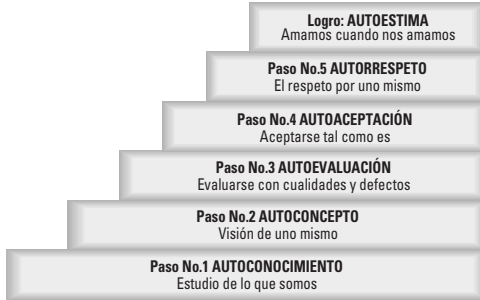 Logro: AUTOESTIMA
Amamos cuando nos amamos
Paso No.5 AUTORRESPETO
El respeto por uno mismo
Paso No.4 AUTOACEPTACIÓN
Aceptarse tal como es
Paso No.3 AUTOEVALUACIÓN
Evaluarse con cualidades y defectos
Paso No.2 AUTOCONCEPTO
Visión de uno mismo
Paso No.1 AUTOCONOCIMIENTO
Estudio de lo que somos